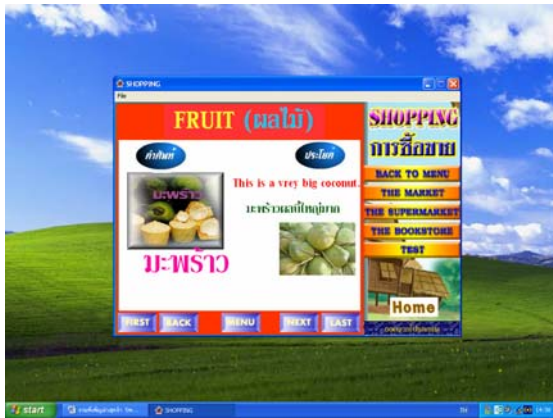 SHOPPING
File
FRUIT (ผลไม้)
คำศัพท์
ประโยค
มะพร้าว
This is a vrey big coconut.
มะพร้าวผลนี้ใหญ่มาก
มะพร้าว
FIRST
BACK
MENU
NEXT
LAST
SHOPPING
การซื้อขาย
BACK TO MENU
THE MARKET
THE SUPERMARKET
THE BOOKSTORE
TEST
Home
start
SHOPPING
TH